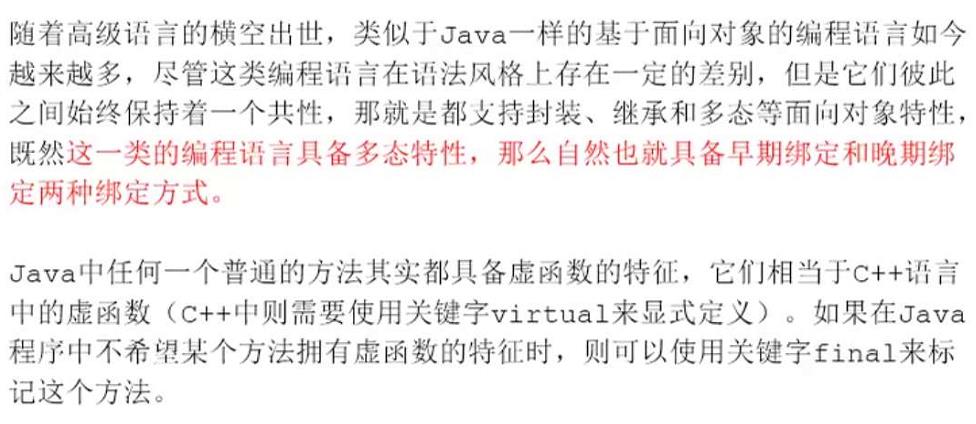 随着高级语言的横空出世，类似于Java一样的基于面向对象的编程语言如今
越来越多，尽管这类编程语言在语法风格上存在一定的差别，但是它们彼此
之间始终保持着一个共性，那就是都支持封装、继承和多态等面向对象特性，
既然这一类的编程语言具备多态特性，那么自然也就具备早期绑定和晚期绑
定两种绑定方式。
Java中任何一个普通的方法其实都具备虚函数的特征，它们相当于C++语言
中的虚函数（C++中则需要使用关键字virtual来显式定义）。如果在Java
程序中不希望某个方法拥有虚函数的特征时，则可以使用关键字final来标
记这个方法。